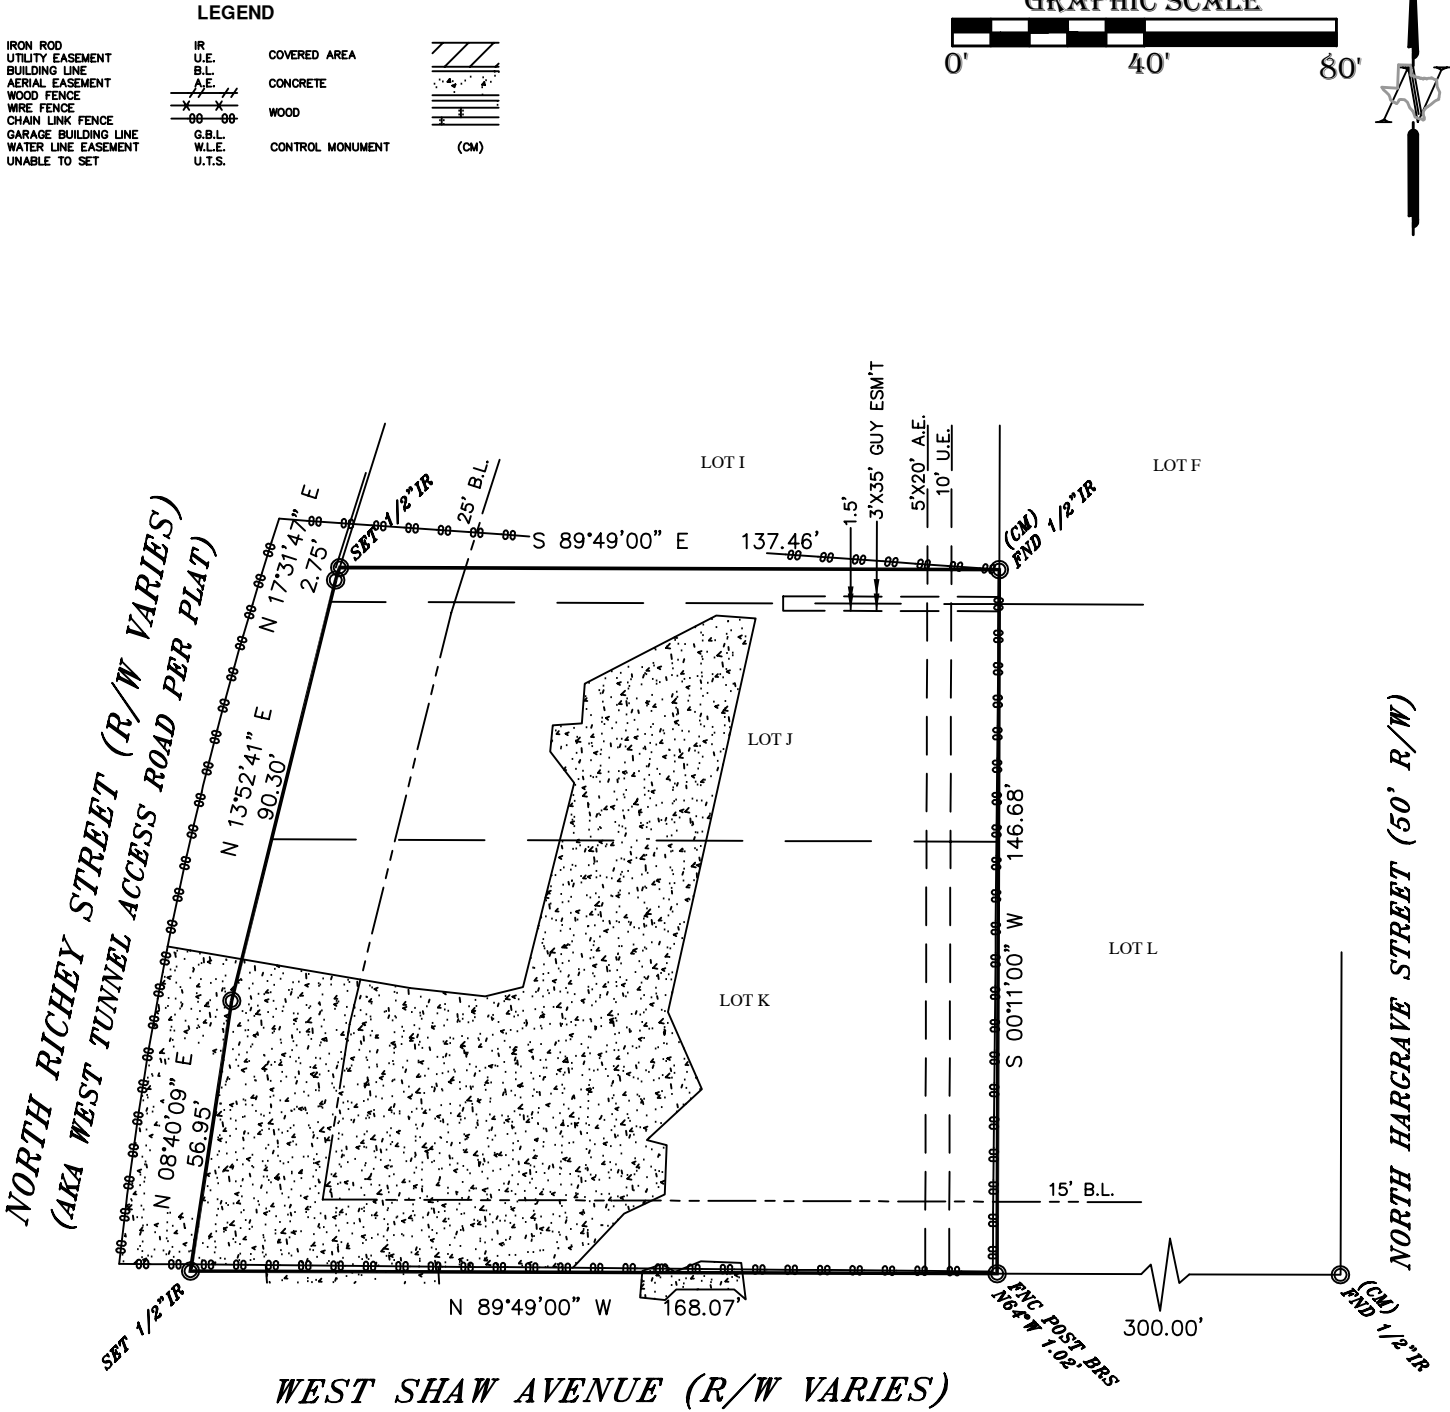 LEGEND
IRON ROD IR
UTILITY EASEMENT U.E.
BUILDING LINE B.L.
AERIAL EASEMENT A.E.
WOOD FENCE
WIRE FENCE
CHAIN LINK FENCE
GARAGE BUILDING LINE G.B.L.
WATER LINE EASEMENT W.L.E.
UNABLE TO SET U.T.S.
COVERED AREA
CONCRETE
WOOD
CONTROL MONUMENT (CM)
GRAPHIC SCALE
0' 40' 80'
N
LOT I
LOT F
25' B.L.
1.5'
3'X35' GUY ESM'T
5'X20' A.E.
10' U.E.
SET 1/2"IR
(CM)
FND 1/2"IR
S 89°49'00" E 137.46'
N 17°31'47" E
2.75'
N 13°52'41" E
90.30'
LOT J
146.68'
S 00°11'00" W
LOT L
LOT K
N 08°40'09" E
56.95'
15' B.L.
NORTH RICHEY STREET (R/W VARIES)
(AKA WEST TUNNEL ACCESS ROAD PER PLAT)
NORTH HARGRAVE STREET (50' R/W)
SET 1/2"IR
N 89°49'00" W 168.07'
FNC POST BRS
N64°W 1.02'
300.00'
(CM)
FND 1/2"IR
WEST SHAW AVENUE (R/W VARIES)